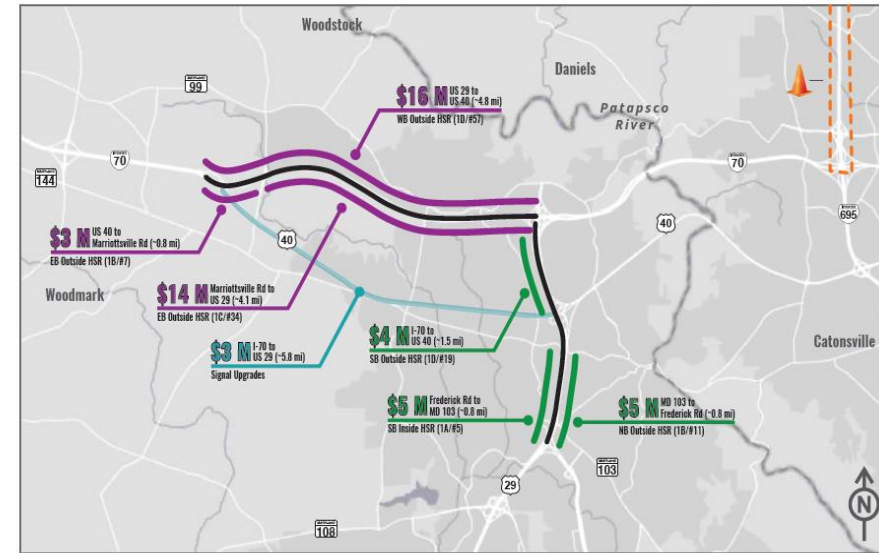 Woodstock
Daniels
MARYLAND
99
$16 M US 29 to
US 40 (~4.8 mi)
WB Outside HSR (1D/#57)
Patapsco
River
70
MARYLAND
144
70
695
40
40
$3 M US 40 to
Marriottsville Rd (~0.8 mi)
EB Outside HSR (1B/#7)
Woodmark
$14 M Marriottsville Rd to
US 29 (~4.1 mi)
EB Outside HSR (1C/#34)
$3 M I-70 to
US 29 (~5.8 mi)
Signal Upgrades
$4 M I-70 to
US 40 (~1.5 mi)
SB Outside HSR (1D/#19)
Catonsville
$5 M Frederick Rd to
MD 103 (~0.8 mi)
SB Inside HSR (1A/#5)
$5 M MD 103 to
Frederick Rd (~0.8 mi)
NB Outside HSR (1B/#11)
MARYLAND
103
29
MARYLAND
108
N